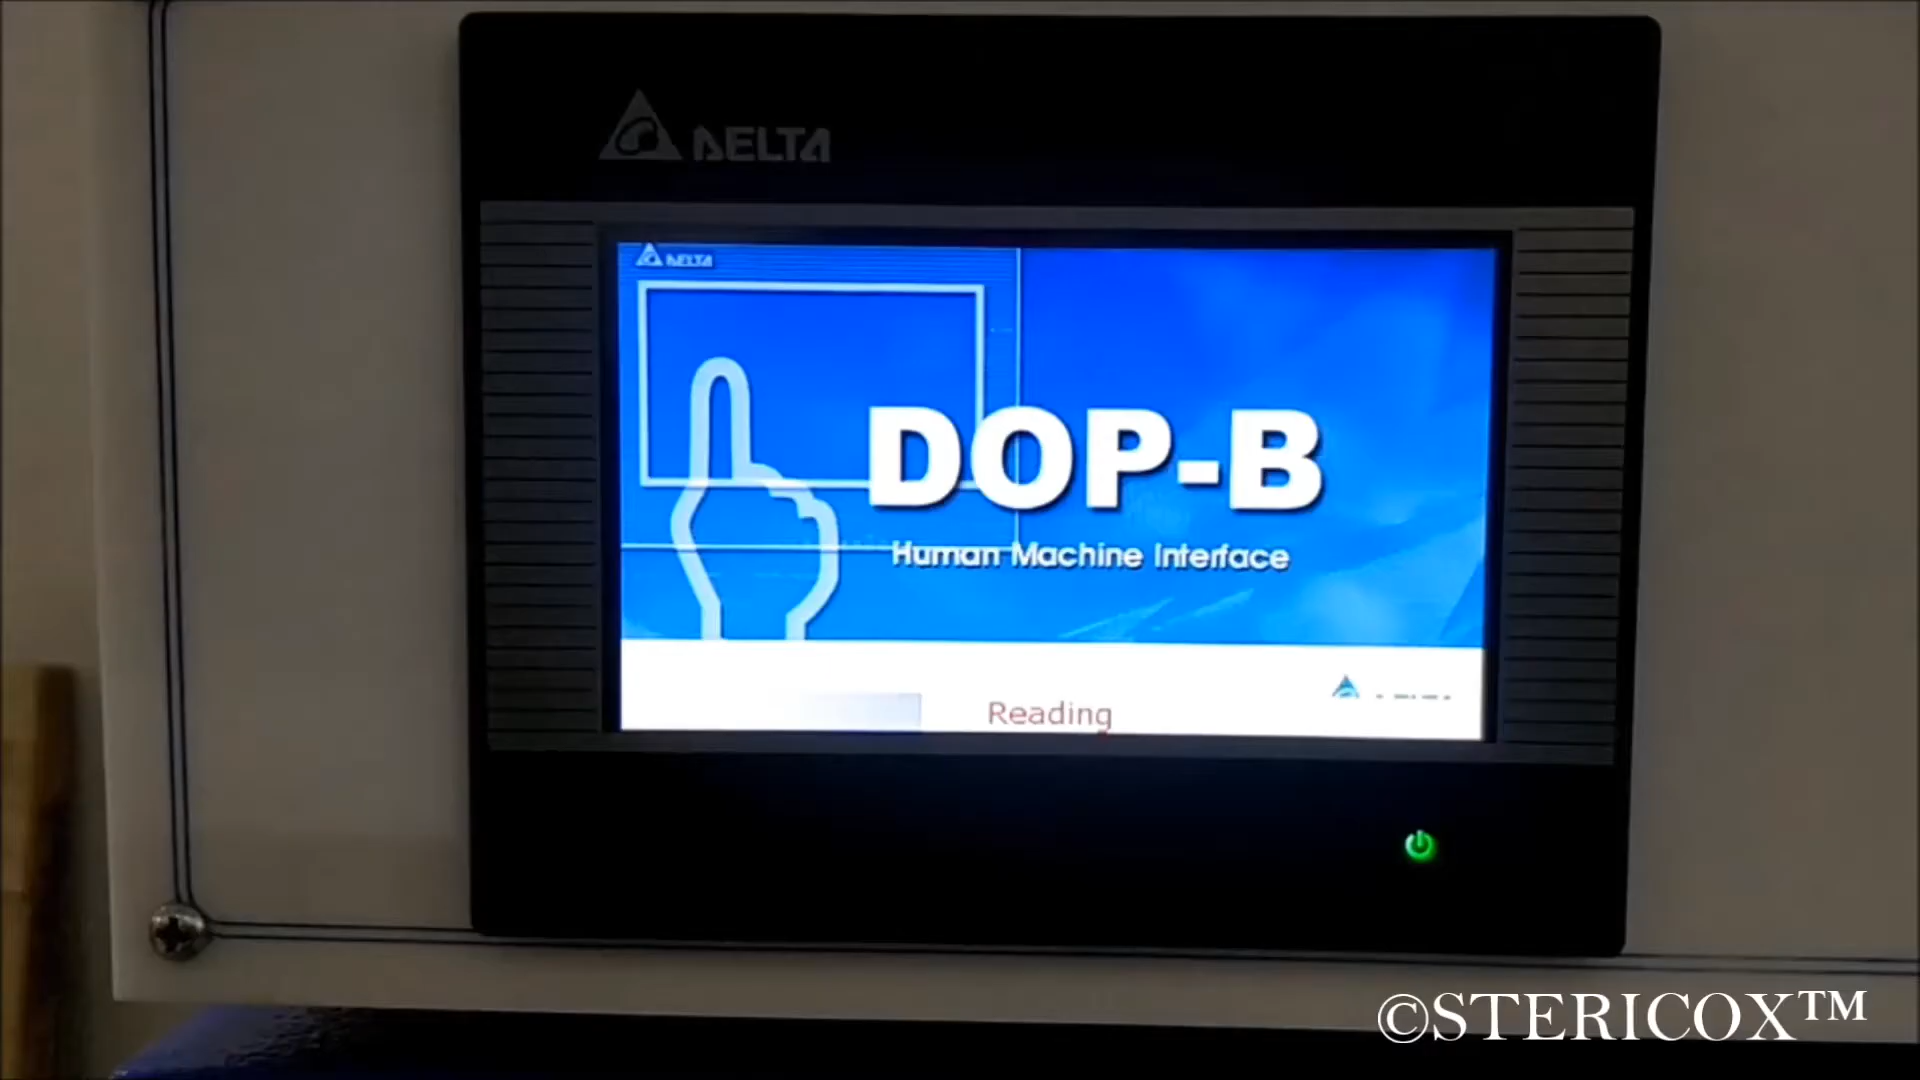 DELTA
DELTA
DOP-B
Human Machine Interface
Reading
©STERICOX™